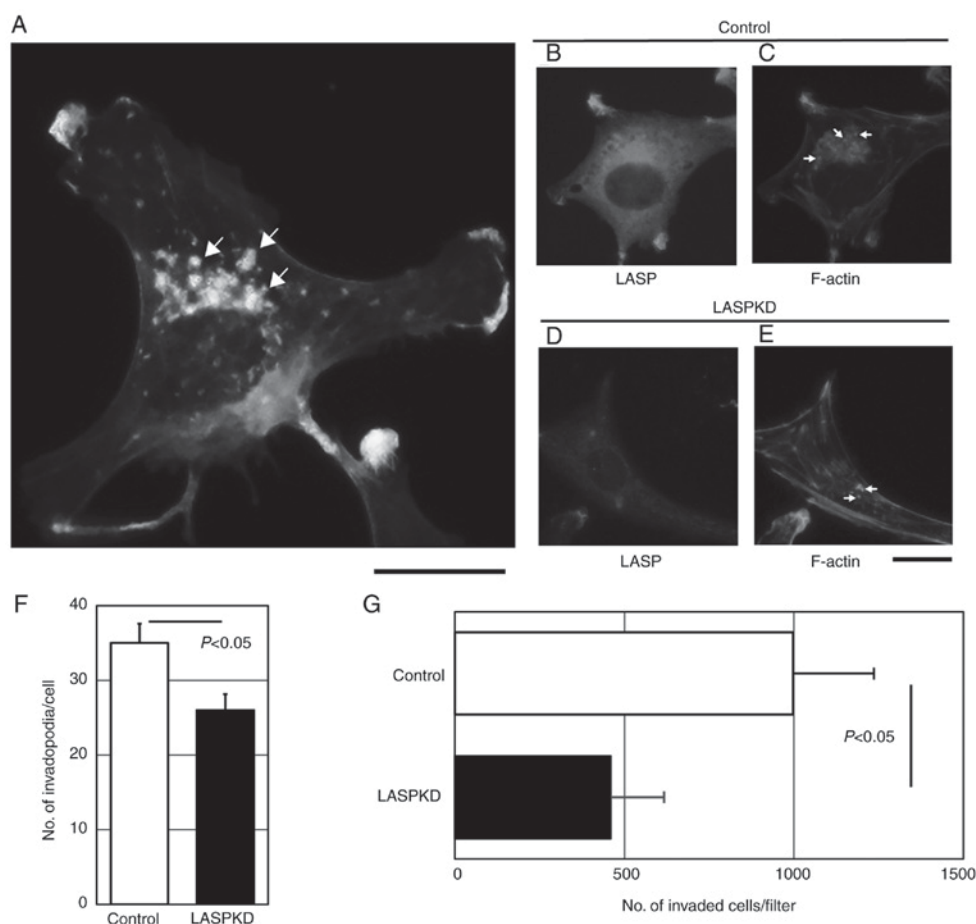 A
Control
B
C
LASP
F-actin
LASPKD
D
E
LASP
F-actin
F
No. of invadopodia/cell
40
30
20
10
0
P<0.05
Control
LASPKD
G
Control
LASPKD
P<0.05
0
500
1000
1500
No. of invaded cells/filter